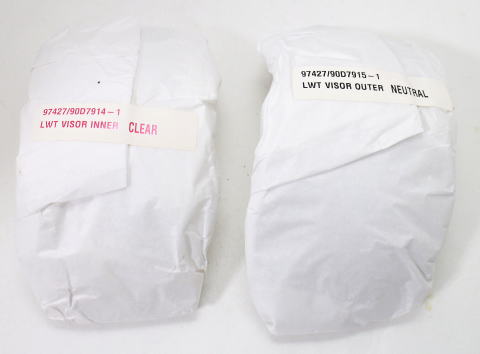 97427/90D7914-1
LWT VISOR INNER CLEAR
97427/90D7915-1
LWT VISOR OUTER NEUTRAL